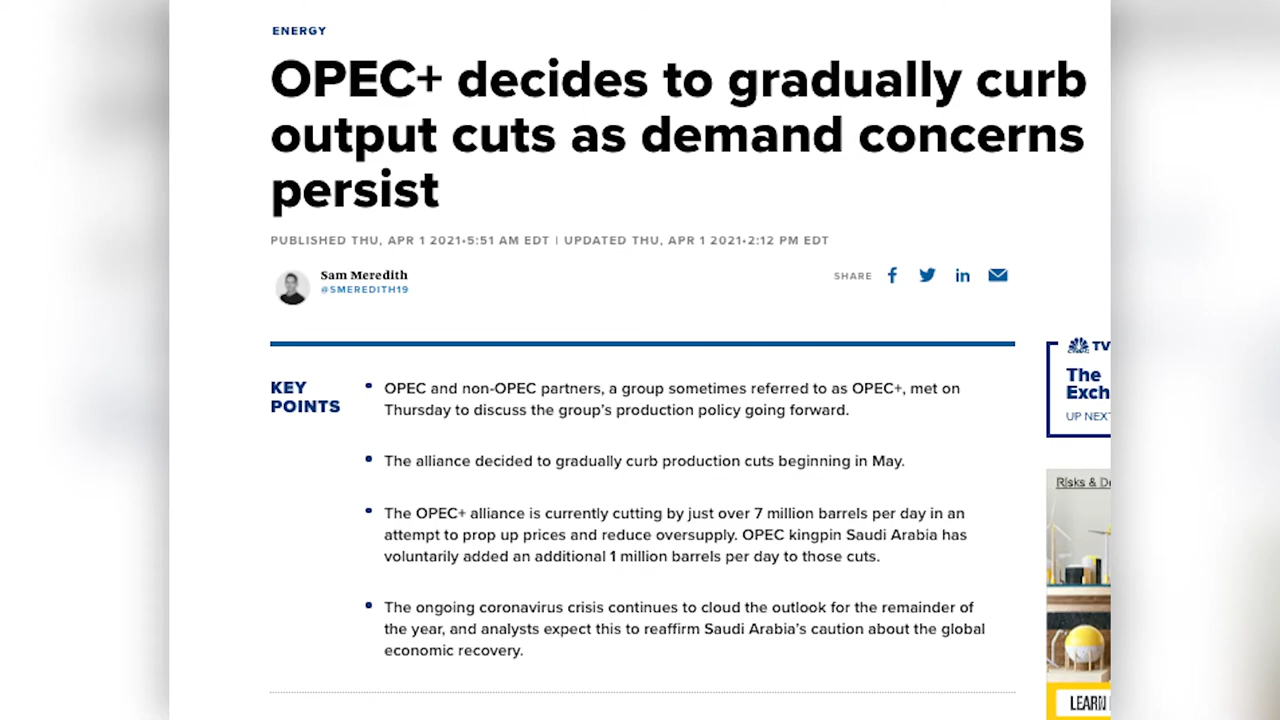 ENERGY
OPEC+ decides to gradually curb
output cuts as demand concerns
persist
PUBLISHED THU, APR 1 2021•5:51 AM EDT | UPDATED THU, APR 1 2021•2:12 PM EDT
Sam Meredith
@SMEREDITH19
SHARE
KEY
POINTS
• OPEC and non-OPEC partners, a group sometimes referred to as OPEC+, met on
Thursday to discuss the group’s production policy going forward.
• The alliance decided to gradually curb production cuts beginning in May.
• The OPEC+ alliance is currently cutting by just over 7 million barrels per day in an
attempt to prop up prices and reduce oversupply. OPEC kingpin Saudi Arabia has
voluntarily added an additional 1 million barrels per day to those cuts.
• The ongoing coronavirus crisis continues to cloud the outlook for the remainder of
the year, and analysts expect this to reaffirm Saudi Arabia’s caution about the global
economic recovery.
TV
The
Exch
UP NEX
Risks & De
LEARN